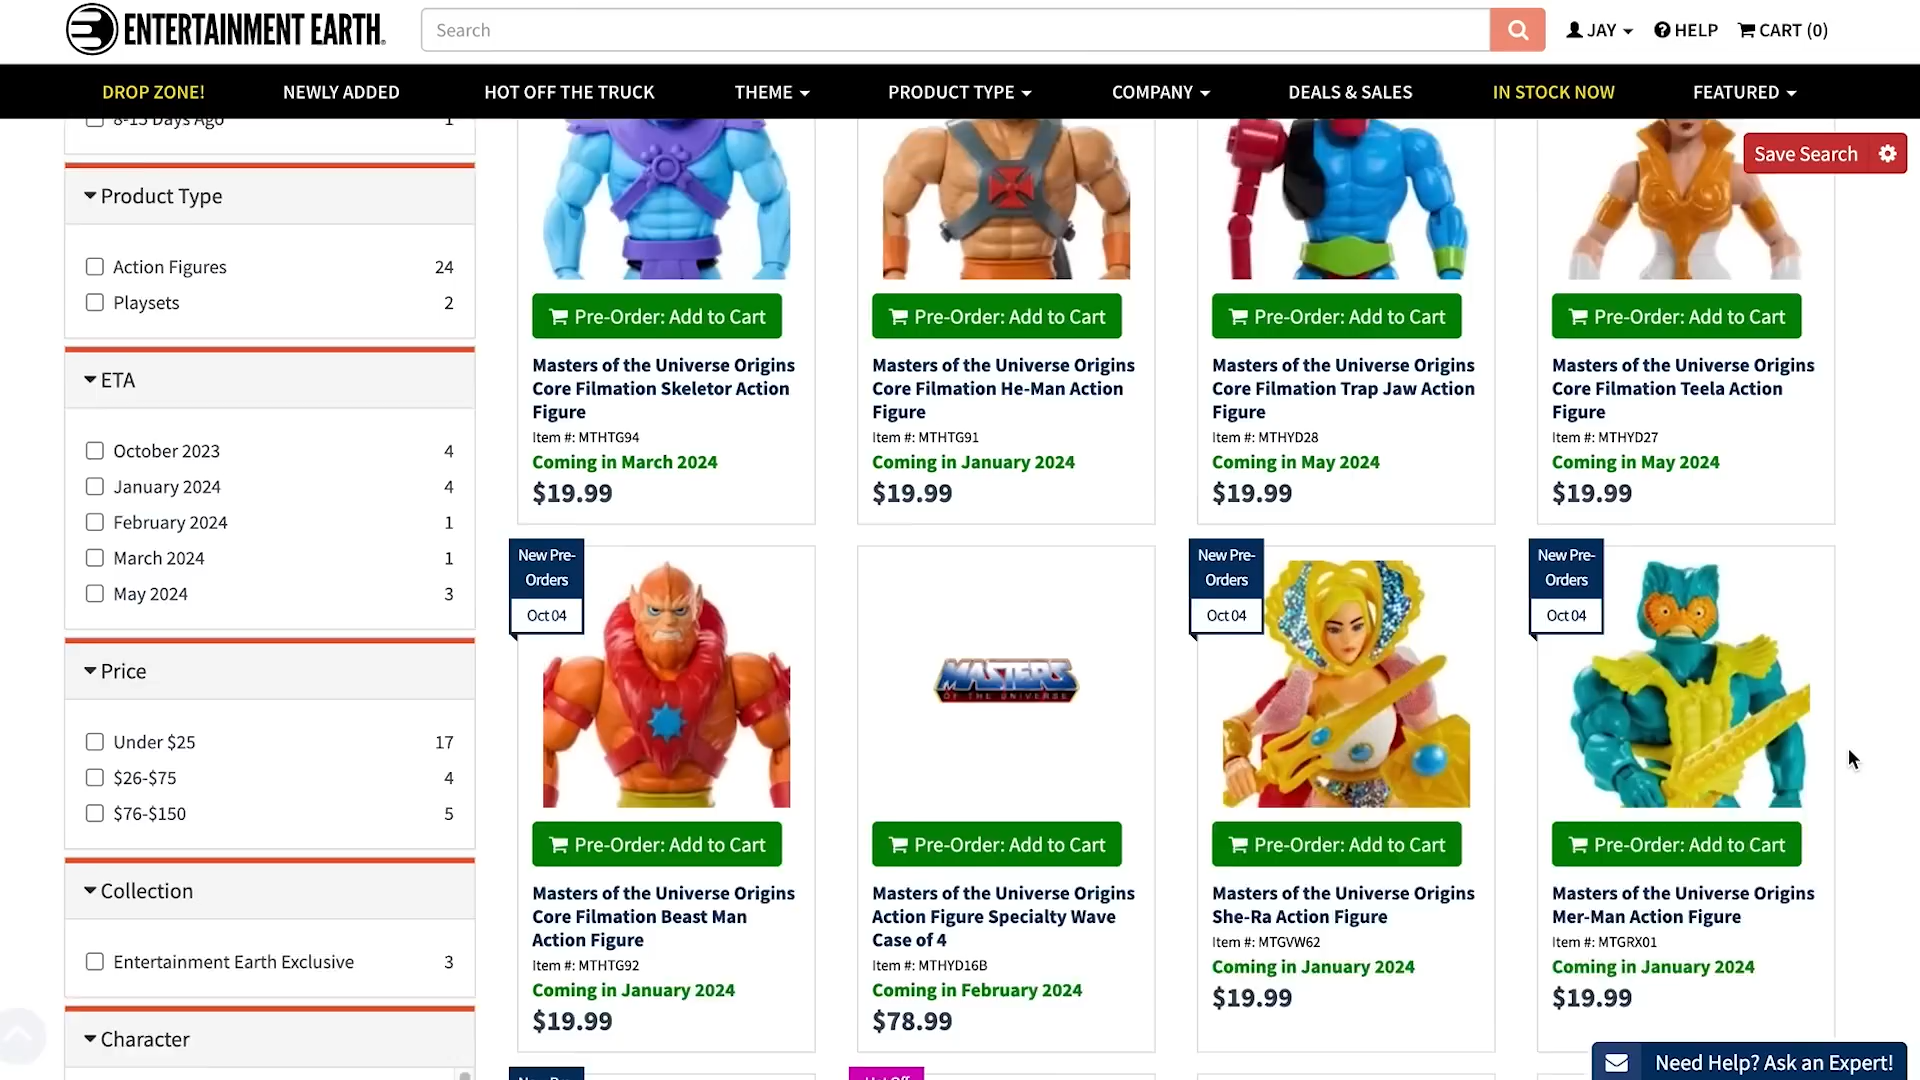 ENTERTAINMENT EARTH
Search
JAY
HELP
CART (0)
DROP ZONE!
NEWLY ADDED
HOT OFF THE TRUCK
THEME
PRODUCT TYPE
COMPANY
DEALS & SALES
IN STOCK NOW
FEATURED
8-15 Days Ago 1
Save Search
Product Type
Action Figures 24
Playsets 2
ETA
October 2023 4
January 2024 4
February 2024 1
March 2024 1
May 2024 3
Price
Under $25 17
$26-$75 4
$76-$150 5
Collection
Entertainment Earth Exclusive 3
Character
Pre-Order: Add to Cart
Masters of the Universe Origins
Core Filmation Skeletor Action
Figure
Item #: MTHTG94
Coming in March 2024
$19.99
Pre-Order: Add to Cart
Masters of the Universe Origins
Core Filmation He-Man Action
Figure
Item #: MTHTG91
Coming in January 2024
$19.99
Pre-Order: Add to Cart
Masters of the Universe Origins
Core Filmation Trap Jaw Action
Figure
Item #: MTHYD28
Coming in May 2024
$19.99
Pre-Order: Add to Cart
Masters of the Universe Origins
Core Filmation Teela Action
Figure
Item #: MTHYD27
Coming in May 2024
$19.99
New Pre-
Orders
Oct 04
Pre-Order: Add to Cart
Masters of the Universe Origins
Core Filmation Beast Man
Action Figure
Item #: MTHTG92
Coming in January 2024
$19.99
MASTERS
OF THE UNIVERSE
Pre-Order: Add to Cart
Masters of the Universe Origins
Action Figure Specialty Wave
Case of 4
Item #: MTHYD16B
Coming in February 2024
$78.99
New Pre-
Orders
Oct 04
Pre-Order: Add to Cart
Masters of the Universe Origins
She-Ra Action Figure
Item #: MTGVW62
Coming in January 2024
$19.99
New Pre-
Orders
Oct 04
Pre-Order: Add to Cart
Masters of the Universe Origins
Mer-Man Action Figure
Item #: MTGRX01
Coming in January 2024
$19.99
Need Help? Ask an Expert!